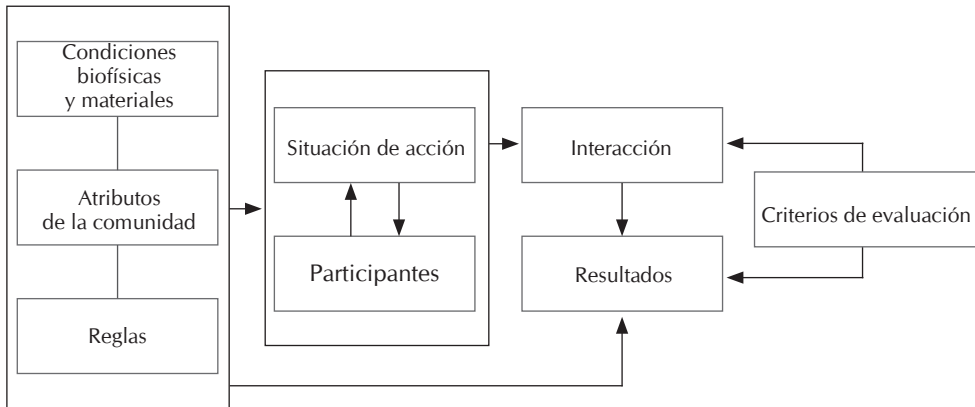 Condiciones
biofísicas
y materiales
Atributos
de la comunidad
Reglas
Situación de acción
Participantes
Interacción
Resultados
Criterios de evaluación